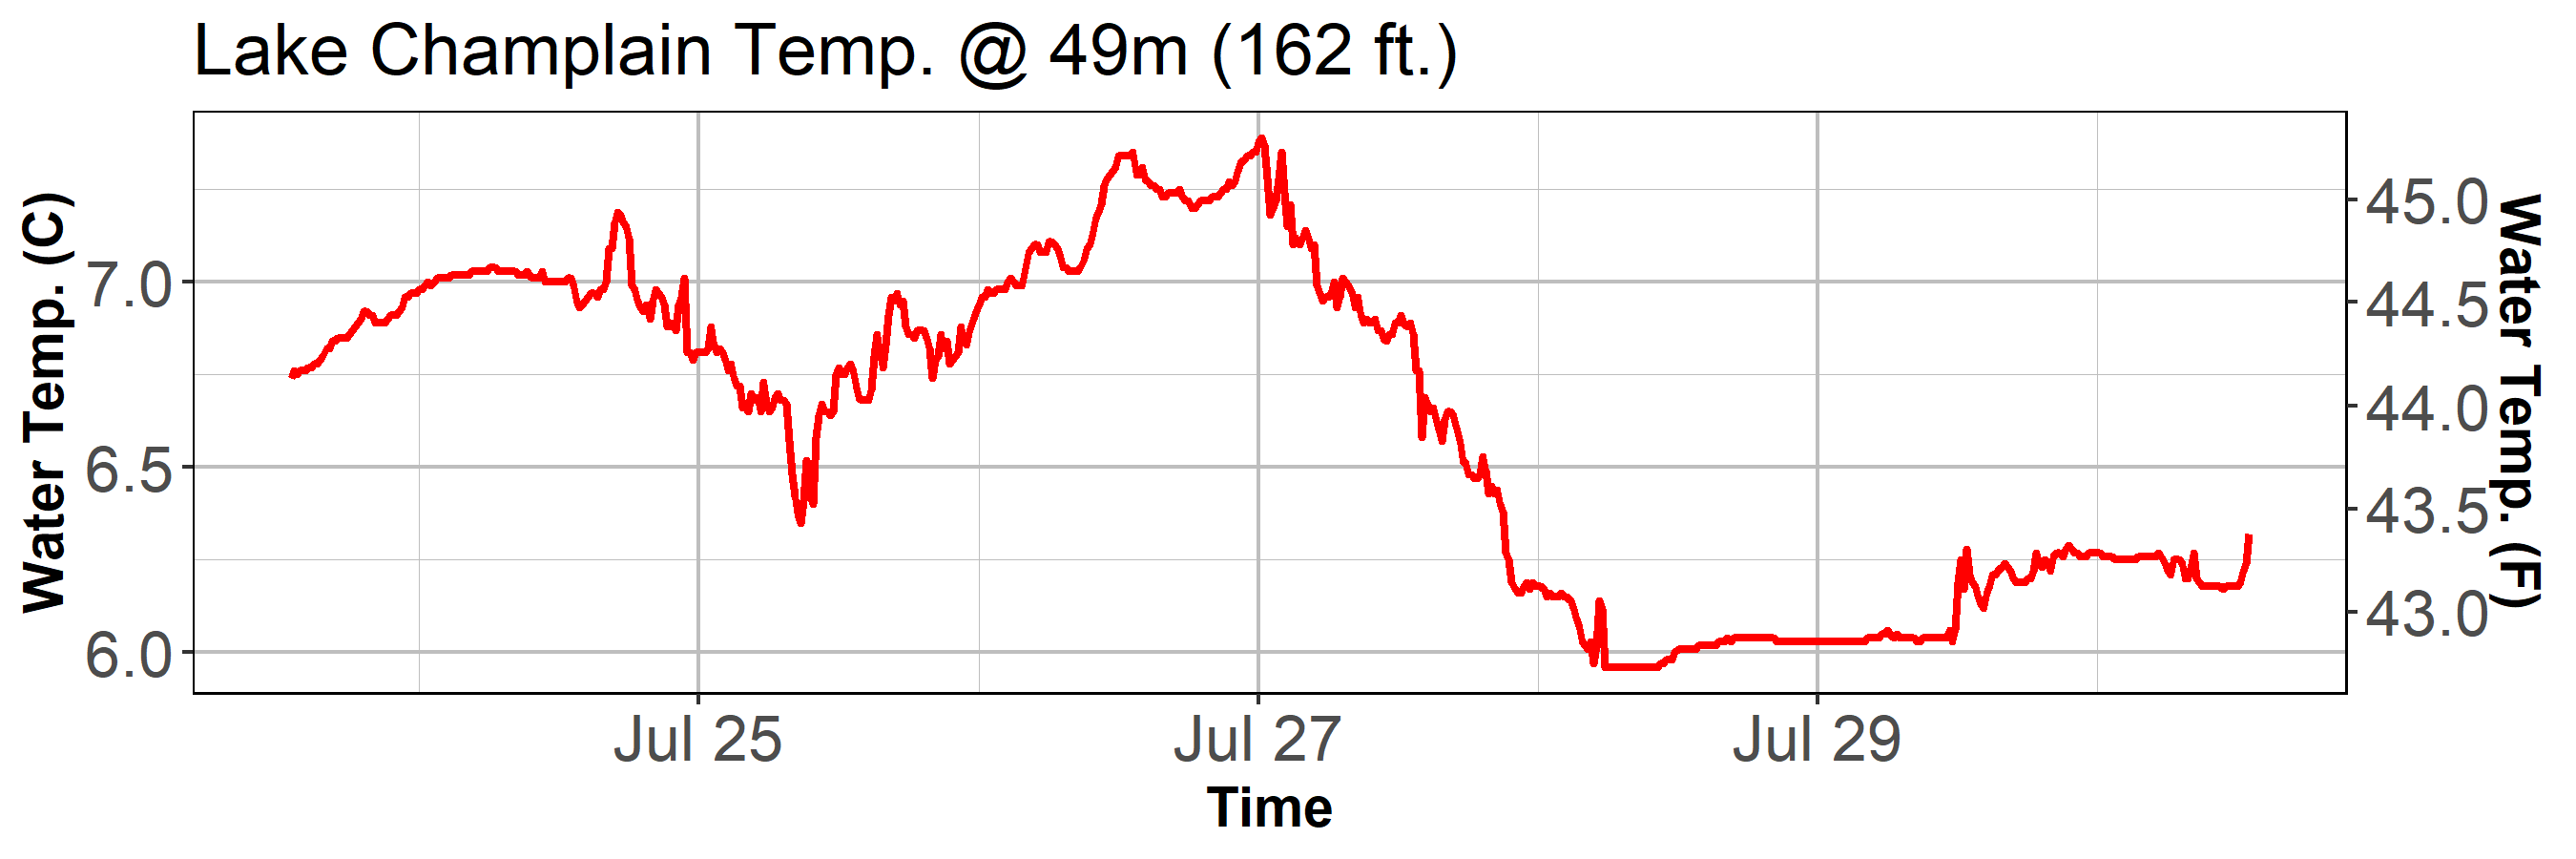 Lake Champlain Temp. @ 49m (162 ft.)
Water Temp. (C)
7.0
6.5
6.0
45.0
44.5
44.0
43.5
43.0
Water Temp. (F)
Jul 25
Jul 27
Jul 29
Time